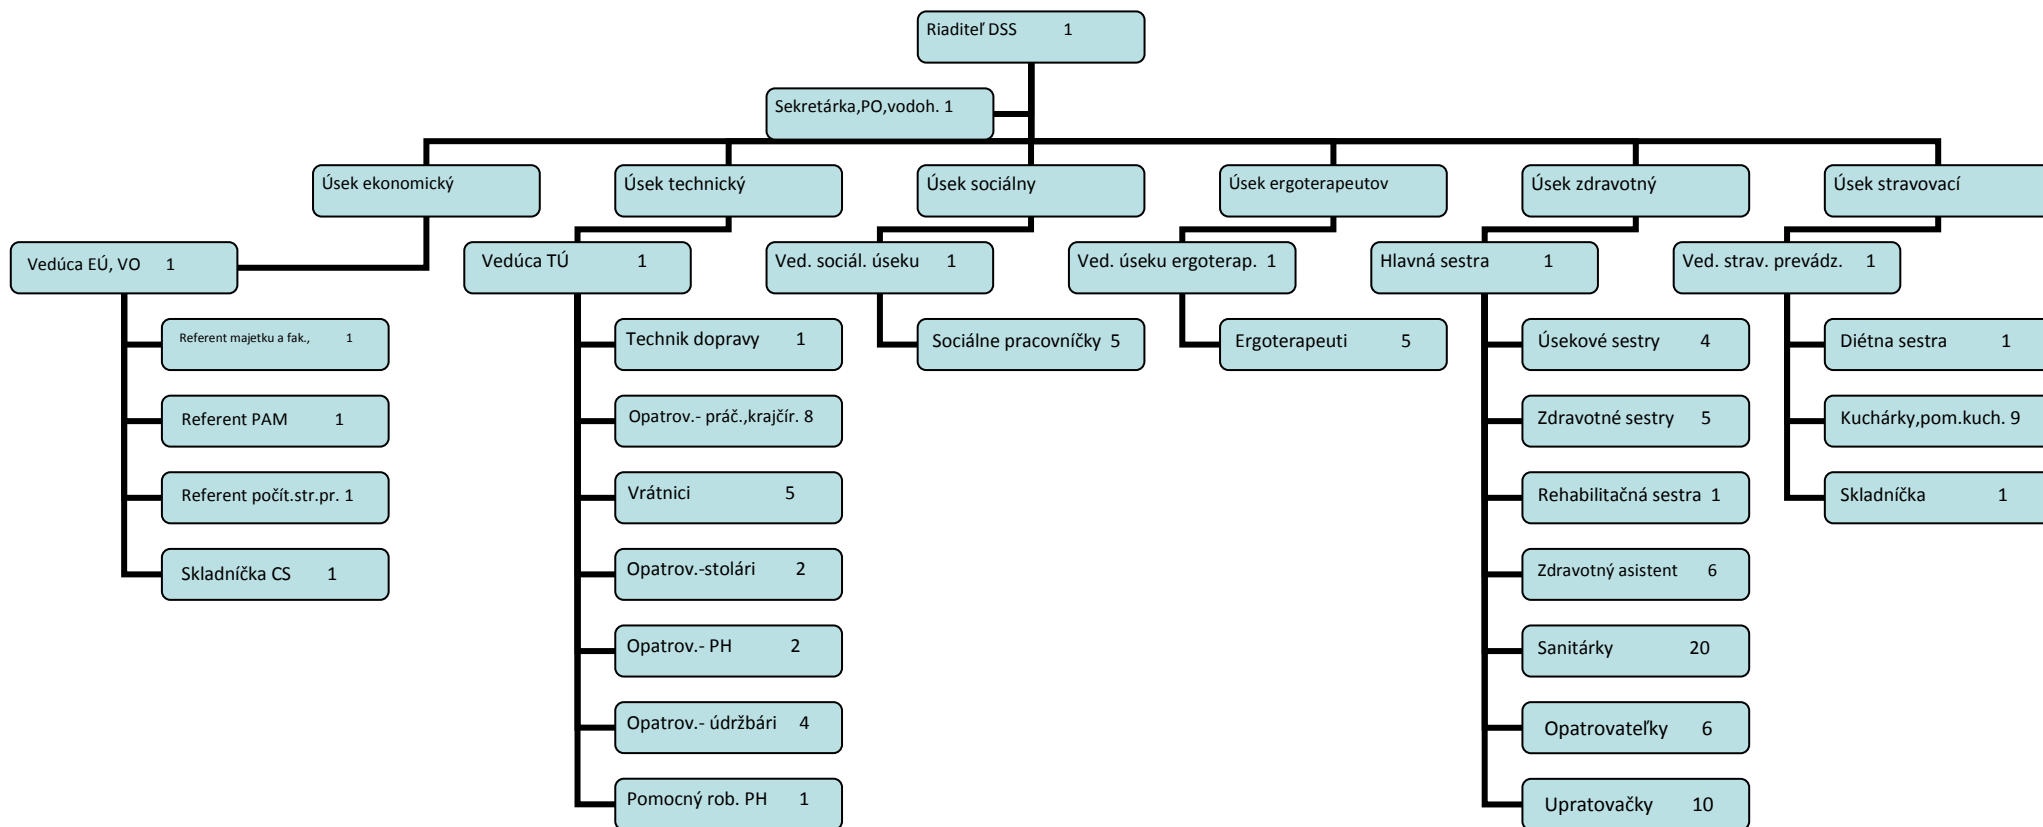 Riaditeľ DSS 1
Sekretárka,PO,vodoh. 1
Úsek ekonomický
Úsek technický
Úsek sociálny
Úsek ergoterapeutov
Úsek zdravotný
Úsek stravovací
Vedúca EÚ, VO 1
Vedúca TÚ 1
Ved. sociál. úseku 1
Ved. úseku ergoterap. 1
Hlavná sestra 1
Ved. strav. prevádz. 1
Referent majetku a fak., 1
Technik dopravy 1
Sociálne pracovníčky 5
Ergoterapeuti 5
Úsekové sestry 4
Diétna sestra 1
Referent PAM 1
Opatrov.- práč.,krajčír. 8
Zdravotné sestry 5
Kuchárky,pom.kuch. 9
Referent počít.str.pr. 1
Vrátnici 5
Rehabilitačná sestra 1
Skladníčka 1
Skladníčka CS 1
Opatrov.-stolári 2
Zdravotný asistent 6
Opatrov.- PH 2
Sanitárky 20
Opatrov.- údržbári 4
Opatrovateľky 6
Pomocný rob. PH 1
Upratovačky 10